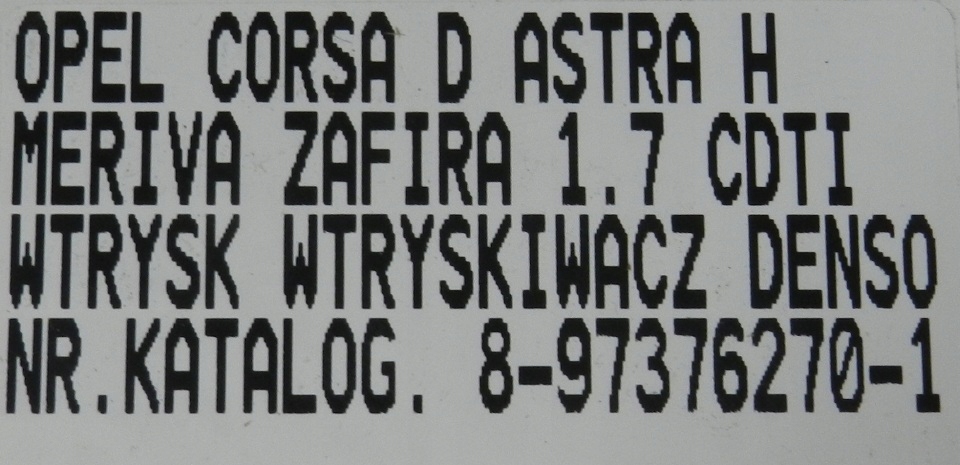 OPEL CORSA D ASTRA H
MERIVA ZAFIRA 1.7 CDTI
WTRYSK WTRYSKIWACZ DENSO
NR.KATALOG. 8-97376270-1